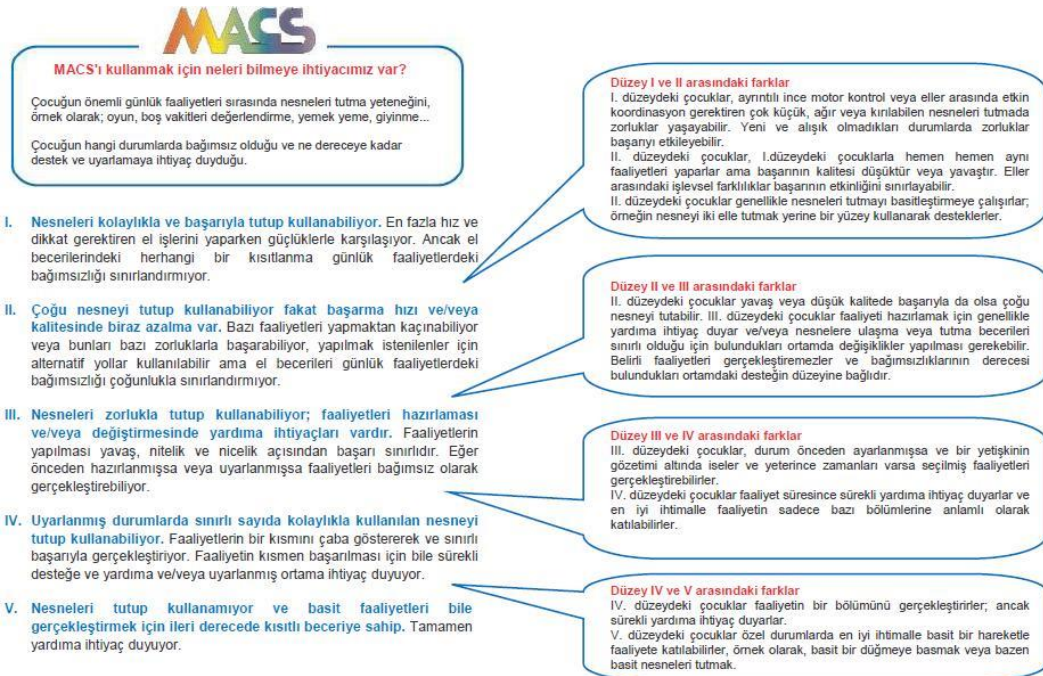 MACS
MACS'ı kullanmak için neleri bilmeye ihtiyacımız var?
Çocuğun önemli günlük faaliyetleri sırasında nesneleri tutma yeteneğini,
örnek olarak; oyun, boş vakitleri değerlendirme, yemek yeme, giyinme...
Çocuğun hangi durumlarda bağımsız olduğu ve ne dereceye kadar
destek ve uyarlamaya ihtiyaç duyduğu.
I. Nesneleri kolaylıkla ve başarıyla tutup kullanabiliyor. En fazla hız ve
dikkat gerektiren el işlerini yaparken güçlüklerle karşılaşıyor. Ancak el
becerilerindeki herhangi bir kısıtlanma günlük faaliyetlerdeki
bağımsızlığı sınırlandırmıyor.
II. Çoğu nesneyi tutup kullanabiliyor fakat başarma hızı ve/veya
kalitesinde biraz azalma var. Bazı faaliyetleri yapmaktan kaçınabiliyor
veya bunları bazı zorluklarla başarabiliyor, yapılmak istenilenler için
alternatif yollar kullanılabilir ama el becerileri günlük faaliyetlerdeki
bağımsızlığı çoğunlukla sınırlandırmıyor.
III. Nesneleri zorlukla tutup kullanabiliyor; faaliyetleri hazırlaması
ve/veya değiştirmesinde yardıma ihtiyaçları vardır. Faaliyetlerin
yapılması yavaş, nitelik ve nicelik açısından başarı sınırlıdır. Eğer
önceden hazırlanmışsa veya uyarlanmışsa faaliyetleri bağımsız olarak
gerçekleştirebiliyor.
IV. Uyarlanmış durumlarda sınırlı sayıda kolaylıkla kullanılan nesneyi
tutup kullanabiliyor. Faaliyetlerin bir kısmını çaba göstererek ve sınırlı
başarıyla gerçekleştiriyor. Faaliyetin kısmen başarılması için bile sürekli
desteğe ve yardıma ve/veya uyarlanmış ortama ihtiyaç duyuyor.
V. Nesneleri tutup kullanamıyor ve basit faaliyetleri bile
gerçekleştirmek için ileri derecede kısıtlı beceriye sahip. Tamamen
yardıma ihtiyaç duyuyor.
Düzey I ve II arasındaki farklar
I. düzeydeki çocuklar, ayrıntılı ince motor kontrol veya eller arasında etkin
koordinasyon gerektiren çok küçük, ağır veya kırılabilen nesneleri tutmada
zorluklar yaşayabilir. Yeni ve alışık olmadıkları durumlarda zorluklar
başarıyı etkileyebilir.
II. düzeydeki çocuklar, I.düzeydeki çocuklarla hemen hemen aynı
faaliyetleri yaparlar ama başarının kalitesi düşüktür veya yavaştır. Eller
arasındaki işlevsel farklılıklar başarının etkinliğini sınırlayabilir.
II. düzeydeki çocuklar genellikle nesneleri tutmayı basitleştirmeye çalışırlar;
örneğin nesneyi iki elle tutmak yerine bir yüzey kullanarak desteklerler.
Düzey II ve III arasındaki farklar
II. düzeydeki çocuklar yavaş veya düşük kalitede başarıyla da olsa çoğu
nesneyi tutabilir. III. düzeydeki çocuklar faaliyeti hazırlamak için genellikle
yardıma ihtiyaç duyar ve/veya nesnelere ulaşma veya tutma becerileri
sınırlı olduğu için bulundukları ortamda değişiklikler yapılması gerekebilir.
Belirli faaliyetleri gerçekleştiremezler ve bağımsızlıklarının derecesi
bulundukları ortamdaki desteğin düzeyine bağlıdır.
Düzey III ve IV arasındaki farklar
III. düzeydeki çocuklar, durum önceden ayarlanmışsa ve bir yetişkinin
gözetimi altında iseler ve yeterince zamanları varsa seçilmiş faaliyetleri
gerçekleştirebilirler.
IV. düzeydeki çocuklar faaliyet süresince sürekli yardıma ihtiyaç duyarlar ve
en iyi ihtimalle faaliyetin sadece bazı bölümlerine anlamlı olarak
katılabilirler.
Düzey IV ve V arasındaki farklar
IV. düzeydeki çocuklar faaliyetin bir bölümünü gerçekleştirirler; ancak
sürekli yardıma ihtiyaç duyarlar.
V. düzeydeki çocuklar özel durumlarda en iyi ihtimalle basit bir hareketle
faaliyete katılabilirler, örnek olarak, basit bir düğmeye basmak veya bazen
basit nesneleri tutmak.